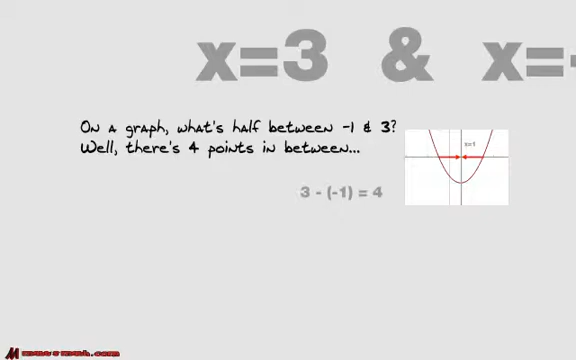 x=3 & x=-
On a graph, what's half between -1 & 3?
Well, there's 4 points in between...
x=1
3 - (-1) = 4